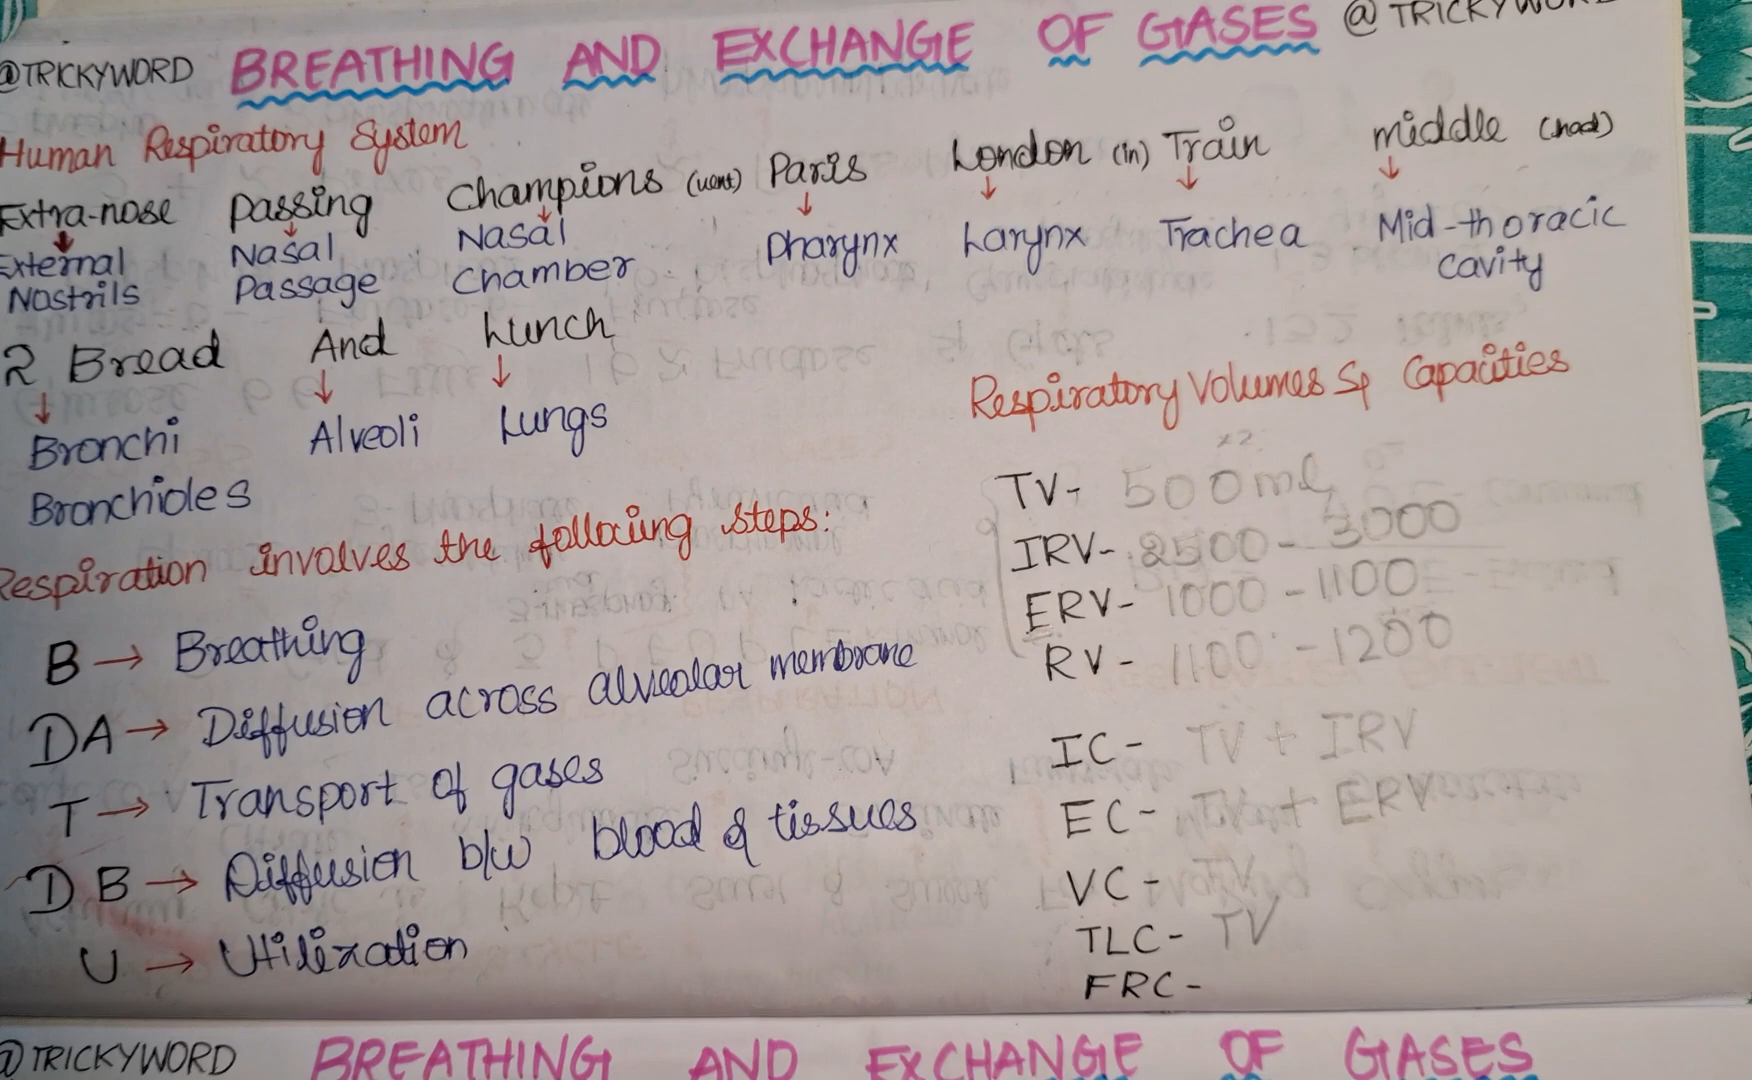 @TRICKYWORD BREATHING AND EXCHANGE OF GASES @TRICKYWORD
Human Respiratory System
Extra-nose Passing Champions (went) Paris London (in) Train middle (had)
↓ ↓ ↓ ↓ ↓ ↓ ↓
External Nasal Nasal Pharynx Larynx Trachea Mid-thoracic
Nostrils Passage Chamber cavity
2 Bread And Lunch
↓ ↓ ↓
Bronchi Alveoli Lungs
Bronchioles
Respiration involves the following steps:
B → Breathing
DA → Diffusion across alveolar membrane
T → Transport of gases
DB → Diffusion b/w blood & tissues
U → Utilization
Respiratory Volumes & Capacities
x2
TV- 500ml
IRV- 2500 - 3000
ERV- 1000 - 1100
RV - 1100 - 1200
IC - TV + IRV
EC - TV + ERV
VC - TV
TLC - TV
FRC -
@TRICKYWORD BREATHING AND EXCHANGE OF GASES